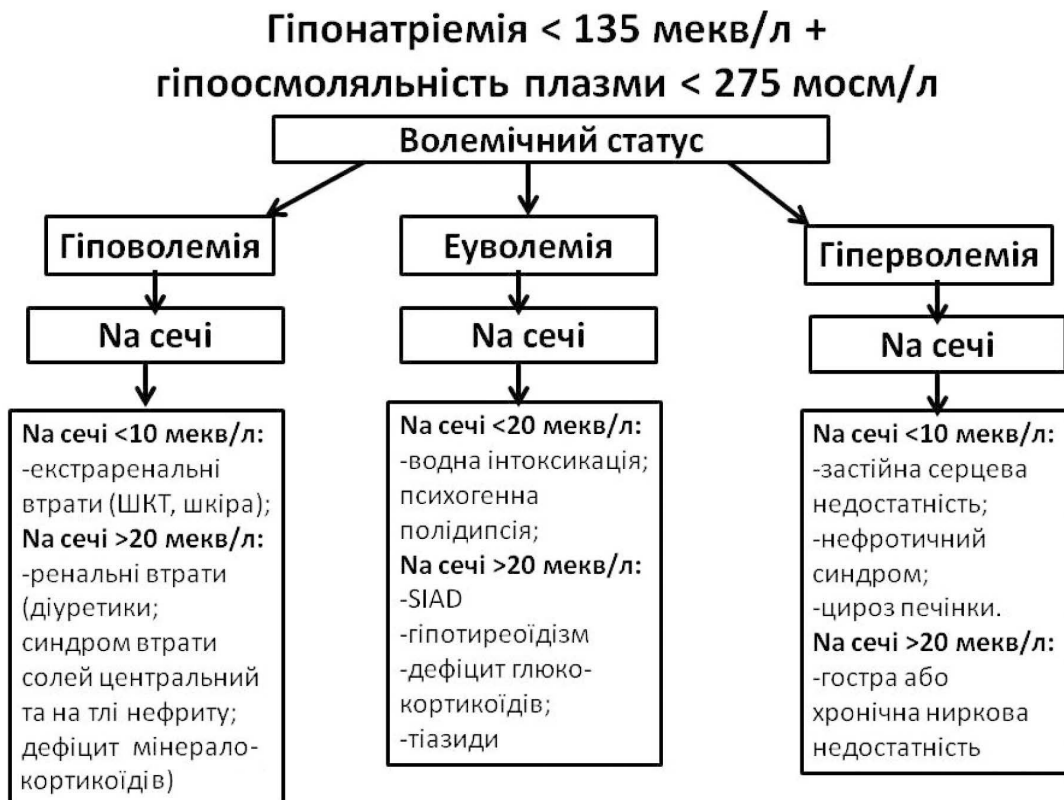 Гіпонатріемія < 135 мекв/л +
гіпоосмоляльність плазми < 275 мосм/л
Волемічний статус
Гіповолемія
Na сечі
Na сечі <10 мекв/л:
-екстраренальні
втрати (ШКТ, шкіра);
Na сечі >20 мекв/л:
-ренальні втрати
(діуретики;
синдром втрати
солей центральний
та на тлі нефриту;
дефіцит мінерало-
кортикоїдів)
Еуволемія
Na сечі
Na сечі <20 мекв/л:
-водна інтоксикація;
психогенна
полідипсія;
Na сечі >20 мекв/л:
-SIAD
-гіпотиреоїдізм
-дефіцит глюко-
кортикоїдів;
-тіазиди
Гіперволемія
Na сечі
Na сечі <10 мекв/л:
-застійна серцева
недостатність;
-нефротичний
синдром;
-цироз печінки.
Na сечі >20 мекв/л:
-гостра або
хронічна ниркова
недостатність